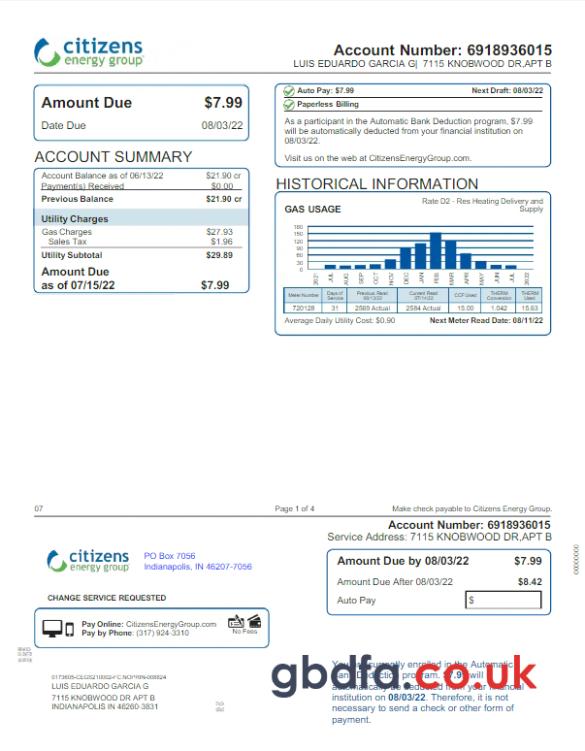 citizens
energy group
Account Number: 6918936015
LUIS EDUARDO GARCIA G| 7115 KNOBWOOD DR,APT B
Amount Due $7.99
Date Due 08/03/22
Auto Pay: $7.99 Next Draft: 08/03/22
Paperless Billing
As a participant in the Automatic Bank Deduction program, $7.99
will be automatically deducted from your financial institution on
08/03/22.
Visit us on the web at CitizensEnergyGroup.com.
ACCOUNT SUMMARY
Account Balance as of 06/13/22 $21.90 cr
Payment(s) Received $0.00
Previous Balance $21.90 cr
Utility Charges
Gas Charges $27.93
Sales Tax $1.96
Utility Subtotal $29.89
Amount Due
as of 07/15/22 $7.99
HISTORICAL INFORMATION
GAS USAGE
Rate D2 - Res Heating Delivery and
Supply
180
150
120
90
60
30
0
2021 JUL AUG SEP OCT NOV DEC JAN FEB MAR APR MAY JUN JUL 2022
Meter Number Days of Service Previous Read 06/13/22 Current Read 07/14/22 CCF Used THERM Conversion THERM Used
720128 31 2569 Actual 2584 Actual 15.00 1.042 15.63
Average Daily Utility Cost: $0.90 Next Meter Read Date: 08/11/22
07 Page 1 of 4 Make check payable to Citizens Energy Group.
Account Number: 6918936015
Service Address: 7115 KNOBWOOD DR,APT B
citizens
energy group
PO Box 7056
Indianapolis, IN 46207-7056
Amount Due by 08/03/22 $7.99
Amount Due After 08/03/22 $8.42
Auto Pay $
CHANGE SERVICE REQUESTED
Pay Online: CitizensEnergyGroup.com
Pay by Phone: (317) 924-3310
No Fees
LUIS EDUARDO GARCIA G
7115 KNOBWOOD DR APT B
INDIANAPOLIS IN 46260-3831
You are currently enrolled in the Automatic
Bank Deduction program. $7.99 will
automatically be deducted from your financial
institution on 08/03/22. Therefore, it is not
necessary to send a check or other form of
payment.
gbdfa.co.uk